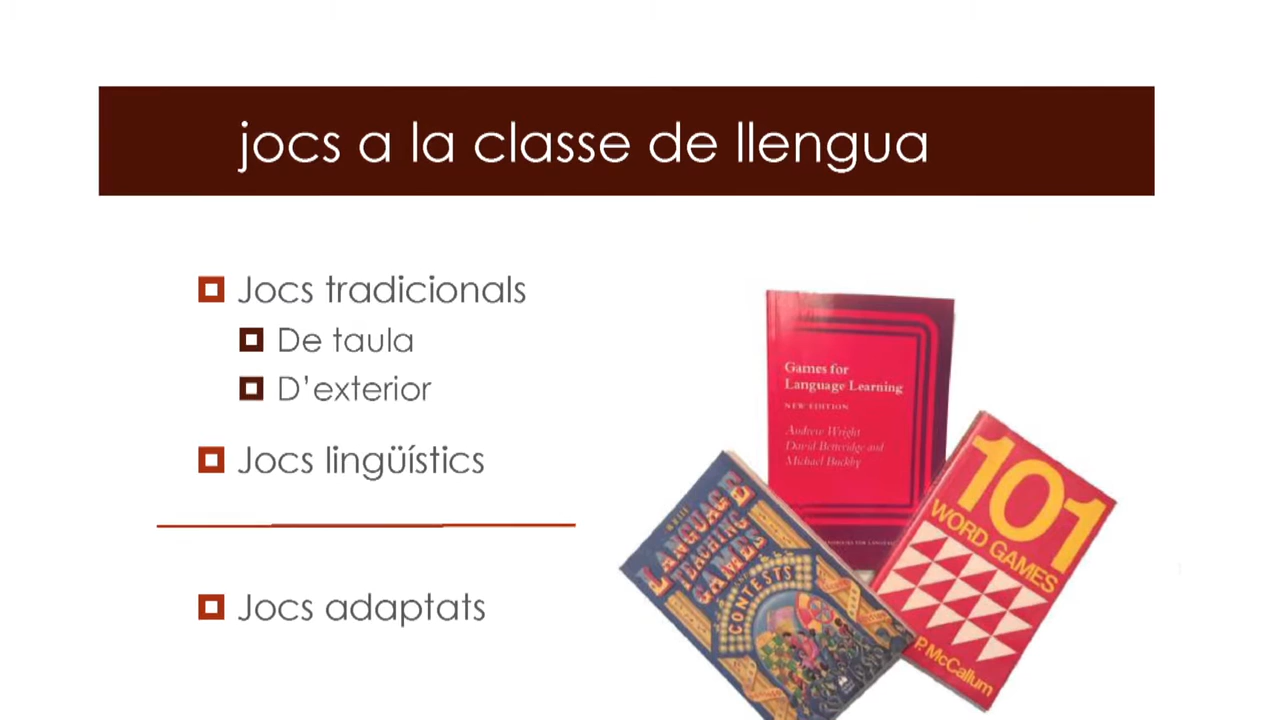 jocs a la classe de llengua
Jocs tradicionals
De taula
D'exterior
Jocs lingüístics
Jocs adaptats
Games for
Language Learning
NEW EDITION
Andrew Wright
David Betteridge and
Michael Buckby
LANGUAGE
TEACHING
GAMES
CONTESTS
101
WORD GAMES
P. McCallum